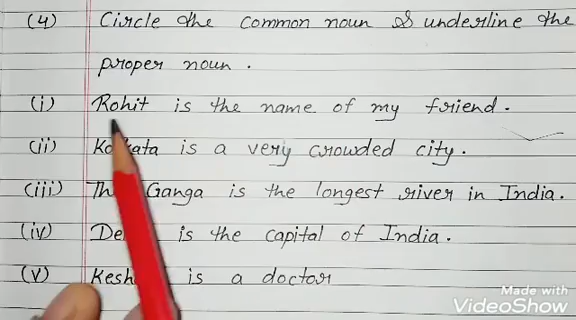 (4) Circle the common noun & underline the
proper noun.
(i) Rohit is the name of my friend.
(ii) Kolkata is a very crowded city.
(iii) Ganga is the longest river in India.
(iv) is the capital of India.
(v) is a doctor
Made with
VideoShow